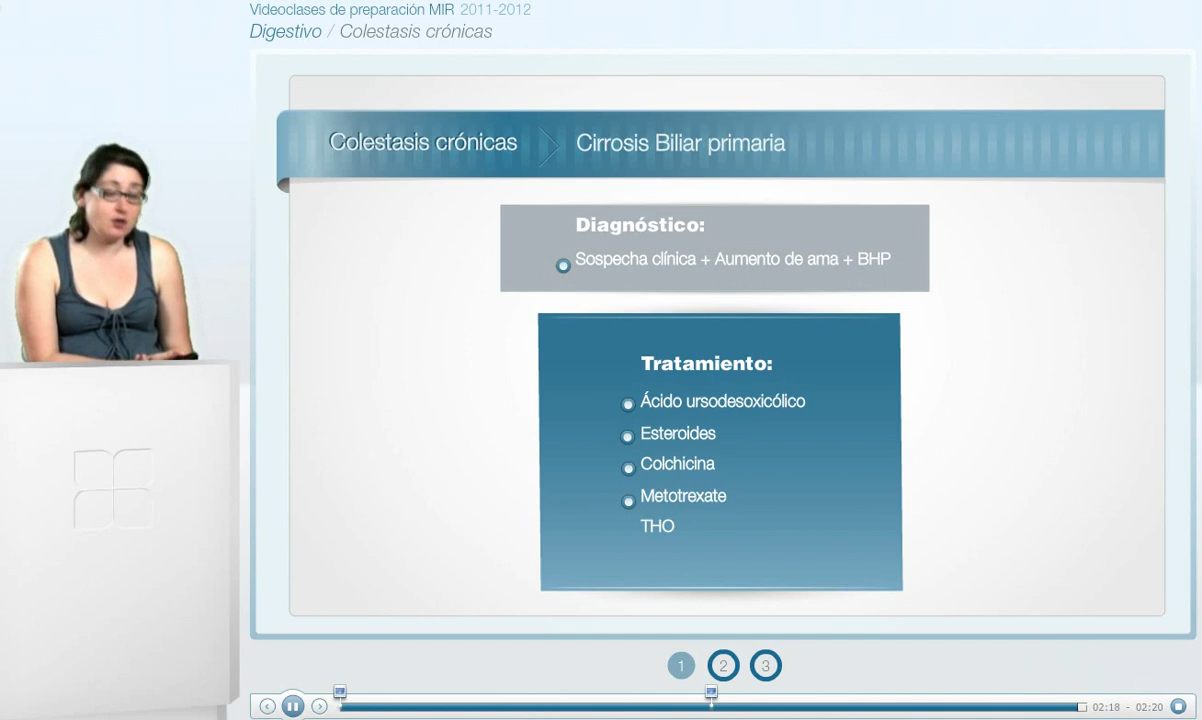 Videoclases de preparación MIR 2011-2012
Digestivo / Colestasis crónicas
Colestasis crónicas
Cirrosis Biliar primaria
Diagnóstico:
Sospecha clínica + Aumento de ama + BHP
Tratamiento:
Ácido ursodesoxicólico
Esteroides
Colchicina
Metotrexate
THO
1 2 3
02:18 - 02:20